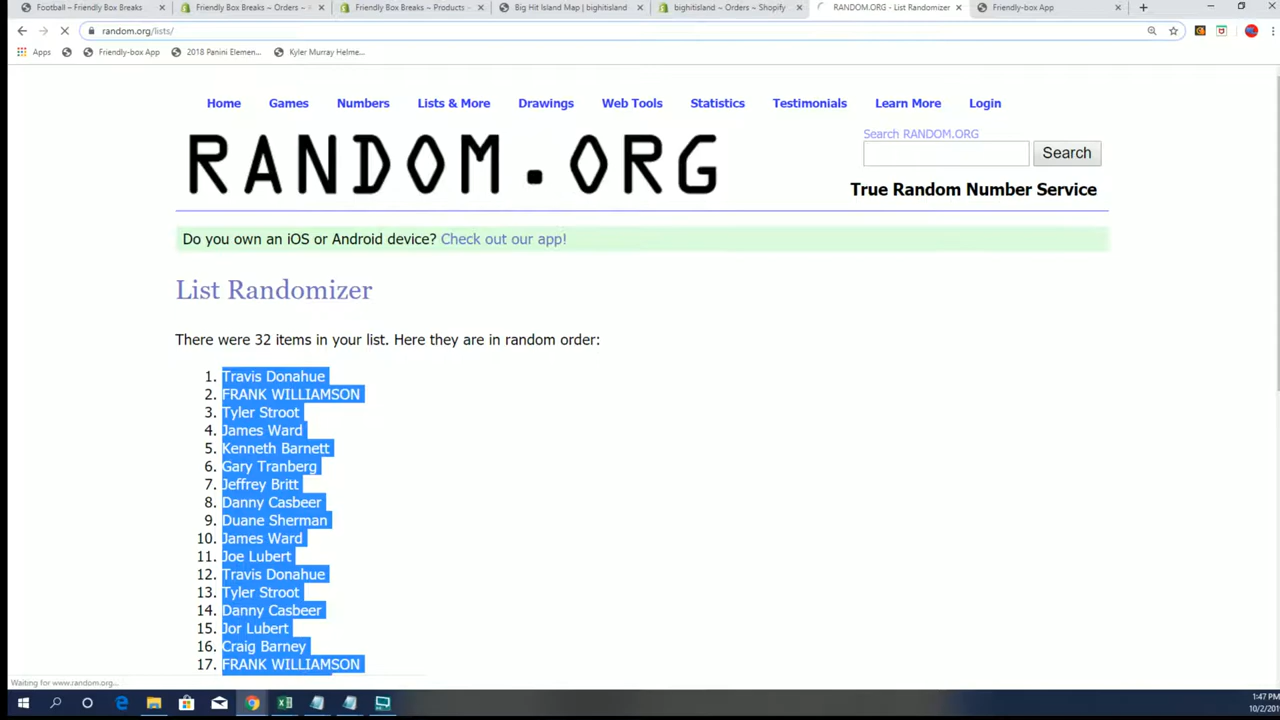 Football – Friendly Box Breaks
Friendly Box Breaks ~ Orders ~
Friendly Box Breaks ~ Products ~
Big Hit Island Map | bighitisland
bighitisland ~ Orders ~ Shopify
RANDOM.ORG - List Randomizer
Friendly-box App
random.org/lists/
Apps
Friendly-box App
2018 Panini Elemen...
Kyler Murray Helme...
Home Games Numbers Lists & More Drawings Web Tools Statistics Testimonials Learn More Login
RANDOM.ORG
Search RANDOM.ORG
Search
True Random Number Service
Do you own an iOS or Android device? Check out our app!
List Randomizer
There were 32 items in your list. Here they are in random order:
1. Travis Donahue
2. FRANK WILLIAMSON
3. Tyler Stroot
4. James Ward
5. Kenneth Barnett
6. Gary Tranberg
7. Jeffrey Britt
8. Danny Casbeer
9. Duane Sherman
10. James Ward
11. Joe Lubert
12. Travis Donahue
13. Tyler Stroot
14. Danny Casbeer
15. Jor Lubert
16. Craig Barney
17. FRANK WILLIAMSON
Waiting for www.random.org...
1:47 PM
10/2/201